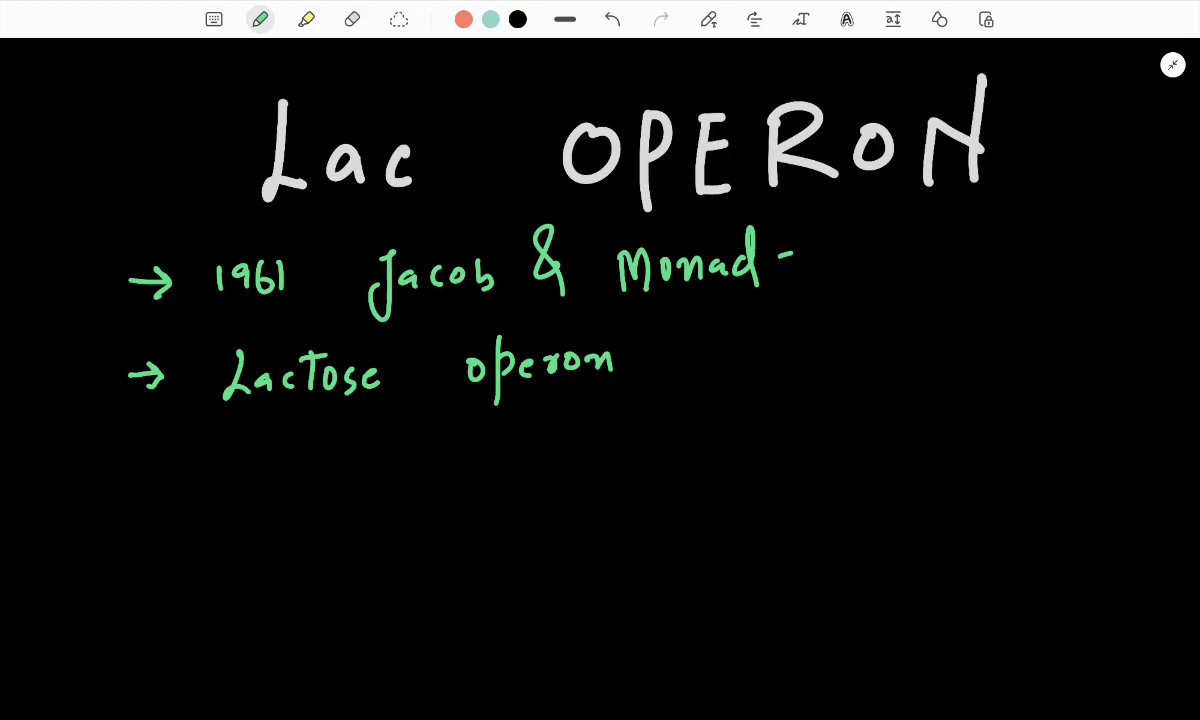 Lac OPERON
→ 1961 Jacob & Monad -
→ Lactose operon